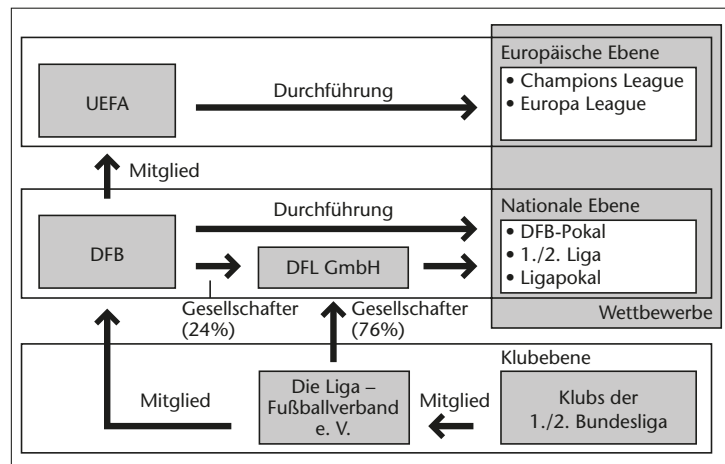 Europäische Ebene
• Champions League
• Europa League
UEFA
Durchführung
Mitglied
Nationale Ebene
• DFB-Pokal
• 1./2. Liga
• Ligapokal
DFB
Durchführung
DFL GmbH
Wettbewerbe
Gesellschafter
(24%)
Gesellschafter
(76%)
Klubebene
Mitglied
Die Liga –
Fußballverband
e. V.
Mitglied
Klubs der
1./2. Bundesliga